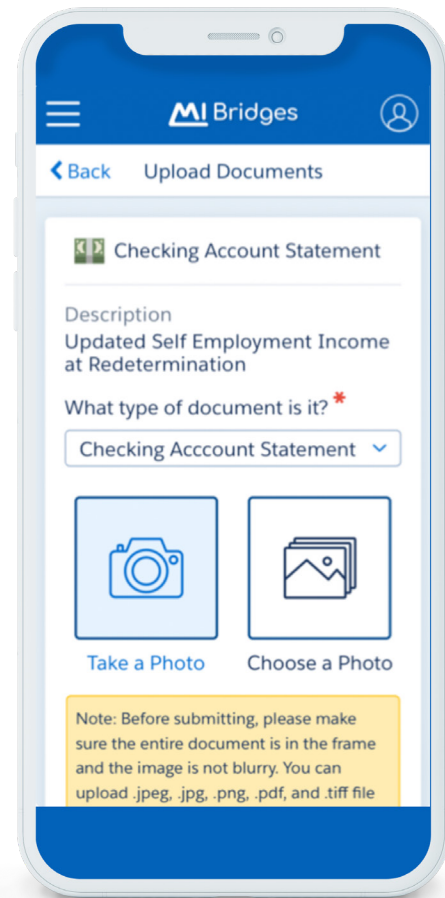 MI Bridges
Back Upload Documents
Checking Account Statement
Description
Updated Self Employment Income
at Redetermination
What type of document is it? *
Checking Acccount Statement
Take a Photo Choose a Photo
Note: Before submitting, please make
sure the entire document is in the frame
and the image is not blurry. You can
upload .jpeg, .jpg, .png, .pdf, and .tiff file